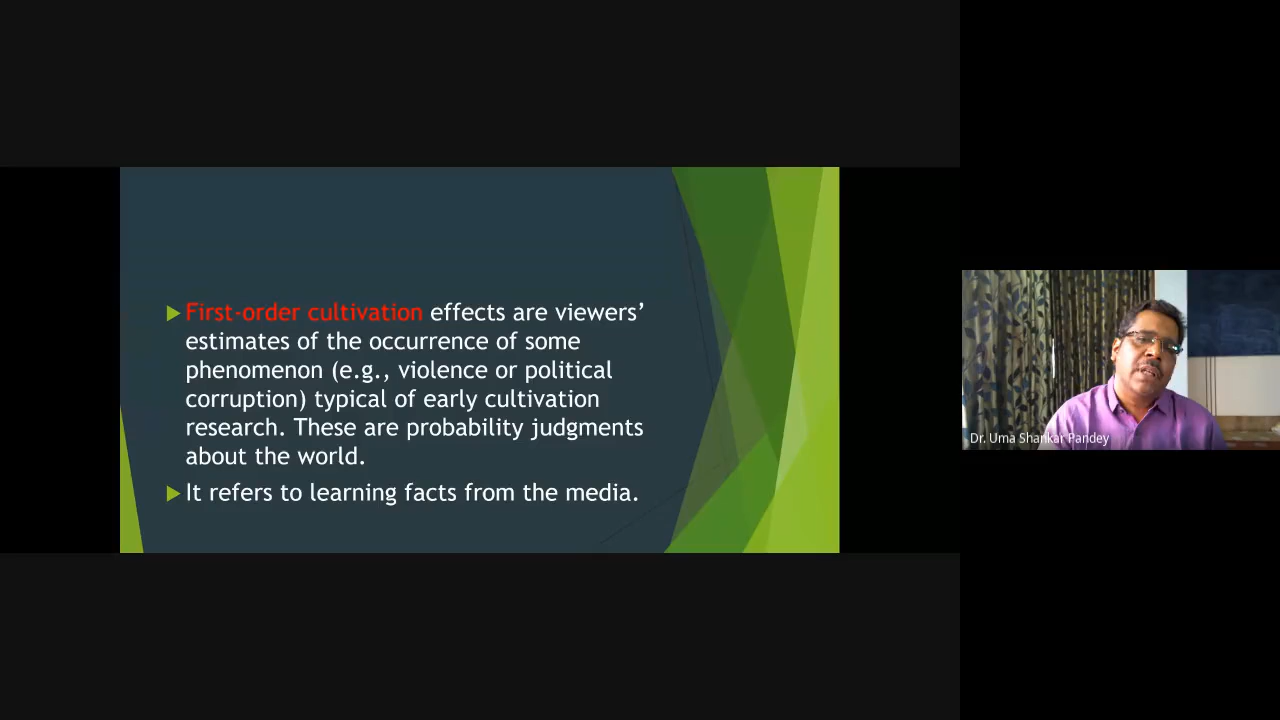 First-order cultivation effects are viewers’
estimates of the occurrence of some
phenomenon (e.g., violence or political
corruption) typical of early cultivation
research. These are probability judgments
about the world.
It refers to learning facts from the media.
Dr. Uma Shankar Pandey